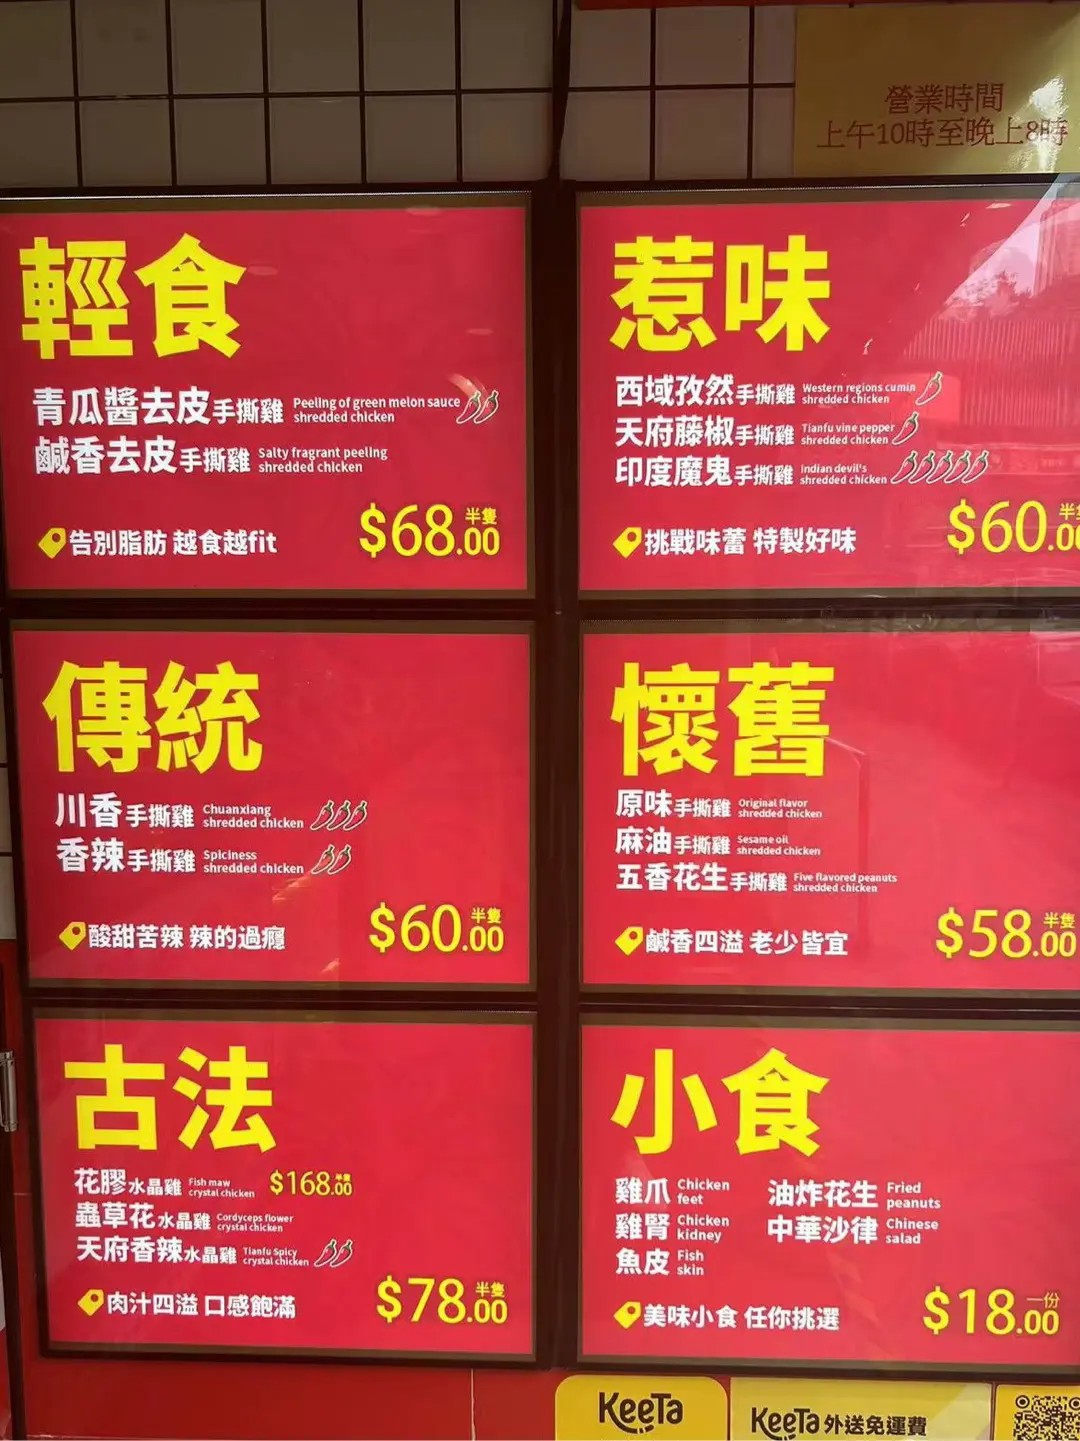 營業時間
上午10時至晚上8時
輕食
青瓜醬去皮手撕雞 Peeling of green melon sauce shredded chicken
鹹香去皮手撕雞 Salty fragrant peeling shredded chicken
告別脂肪 越食越fit
$68.00 半隻
惹味
西域孜然手撕雞 Western regions cumin shredded chicken
天府藤椒手撕雞 Tianfu vine pepper shredded chicken
印度魔鬼手撕雞 Indian devil's shredded chicken
挑戰味蕾 特製好味
$60.00 半隻
傳統
川香手撕雞 Chuanxiang shredded chicken
香辣手撕雞 Spiciness shredded chicken
酸甜苦辣 辣的過癮
$60.00 半隻
懷舊
原味手撕雞 Original flavor shredded chicken
麻油手撕雞 Sesame oil shredded chicken
五香花生手撕雞 Five flavored peanuts shredded chicken
鹹香四溢 老少皆宜
$58.00 半隻
古法
花膠水晶雞 Fish maw crystal chicken $168.00 半隻
蟲草花水晶雞 Cordyceps flower crystal chicken
天府香辣水晶雞 Tianfu Spicy crystal chicken
肉汁四溢 口感飽滿
$78.00 半隻
小食
雞爪 Chicken feet
油炸花生 Fried peanuts
雞腎 Chicken kidney
中華沙律 Chinese salad
魚皮 Fish skin
美味小食 任你挑選
$18.00 一份
KeeTa
KeeTa 外送免運費